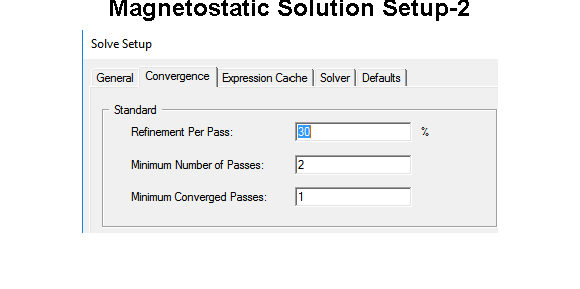 Magnetostatic Solution Setup-2
Solve Setup
General Convergence Expression Cache Solver Defaults
Standard
Refinement Per Pass: 30 %
Minimum Number of Passes: 2
Minimum Converged Passes: 1